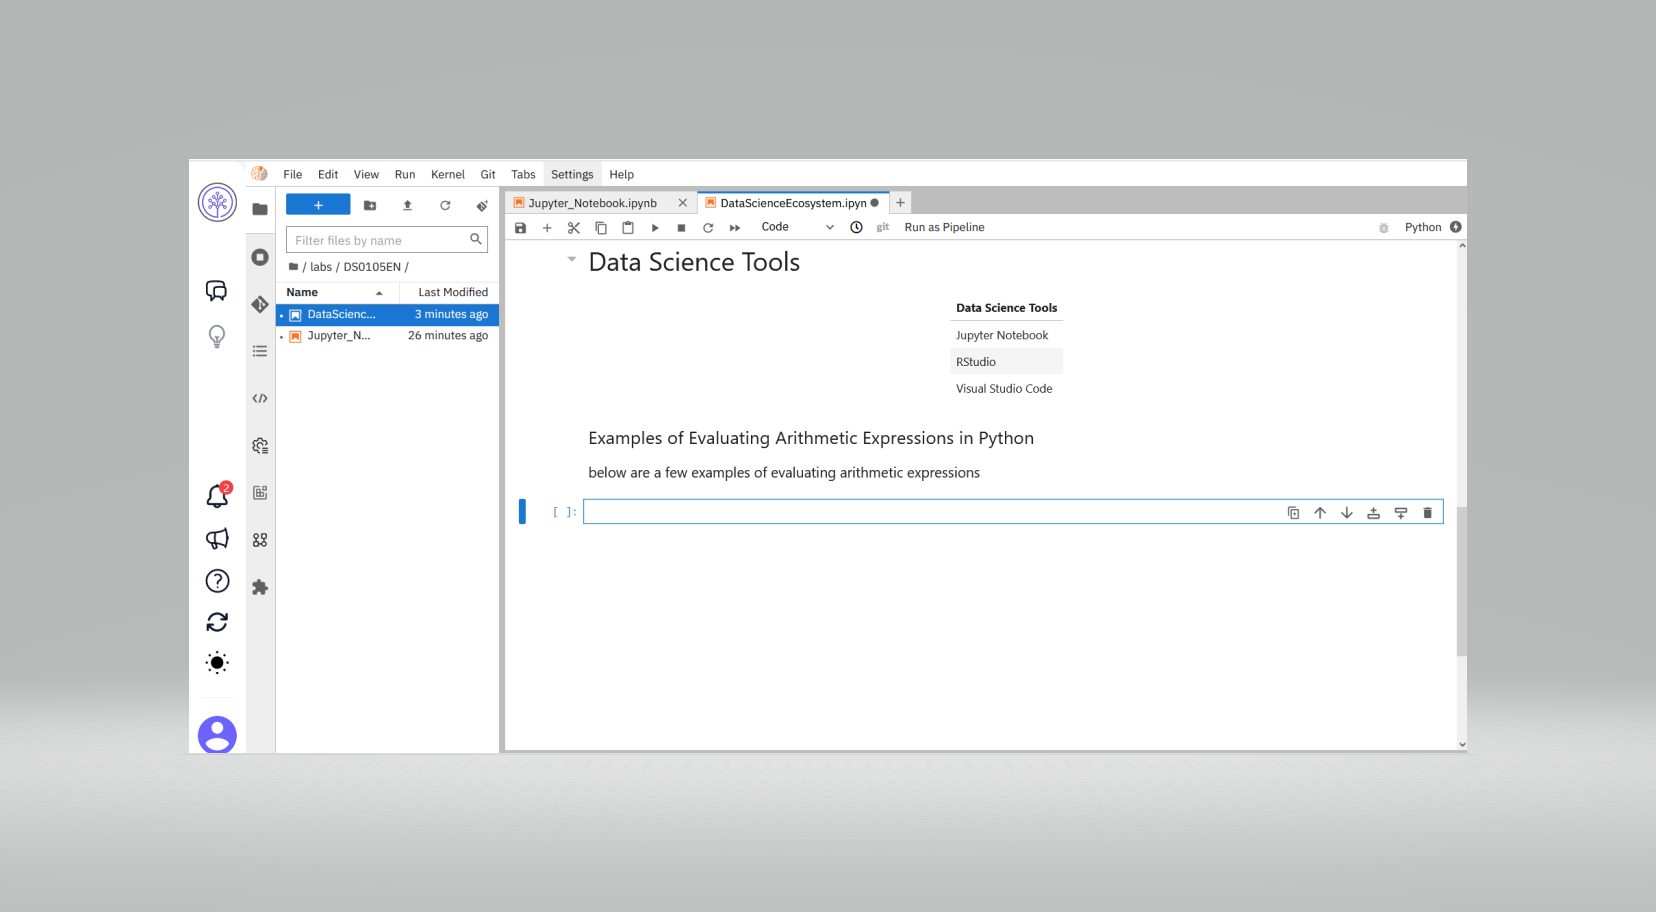 File Edit View Run Kernel Git Tabs Settings Help
Filter files by name
/ labs / DS0105EN /
Name Last Modified
DataScienc... 3 minutes ago
Jupyter_N... 26 minutes ago
2
Jupyter_Notebook.ipynb DataScienceEcosystem.ipyn
Code git Run as Pipeline Python
Data Science Tools
Data Science Tools
Jupyter Notebook
RStudio
Visual Studio Code
Examples of Evaluating Arithmetic Expressions in Python
below are a few examples of evaluating arithmetic expressions
[ ]: